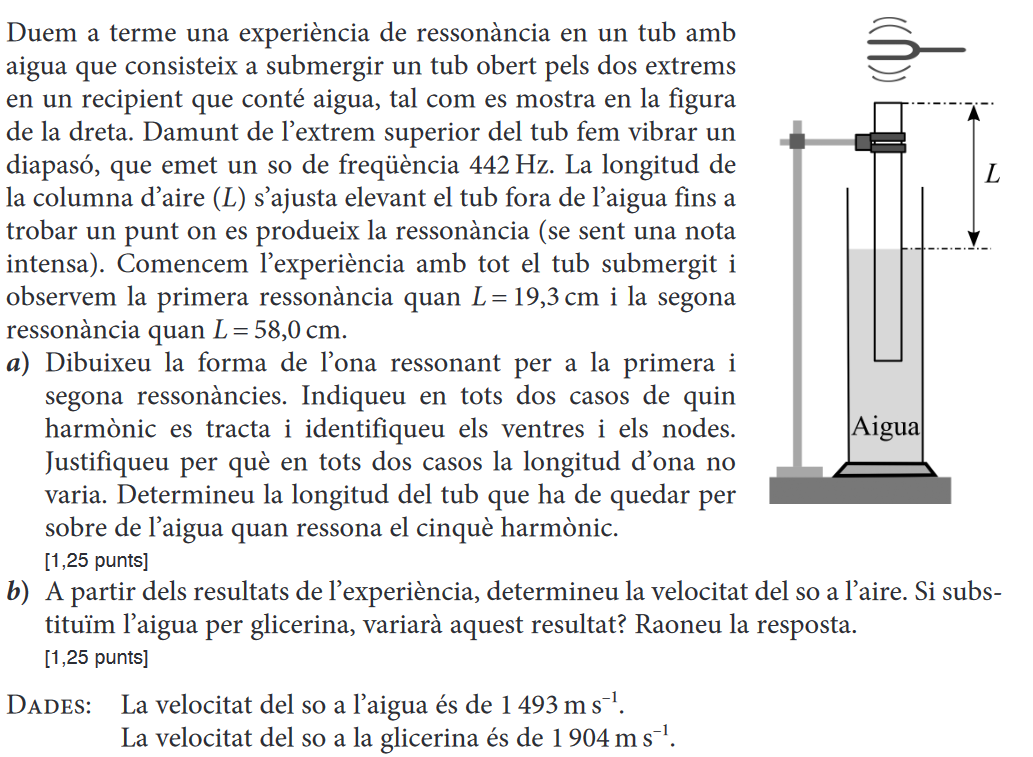 Duem a terme una experiència de ressonància en un tub amb
aigua que consisteix a submergir un tub obert pels dos extrems
en un recipient que conté aigua, tal com es mostra en la figura
de la dreta. Damunt de l’extrem superior del tub fem vibrar un
diapasó, que emet un so de freqüència 442 Hz. La longitud de
la columna d’aire (L) s’ajusta elevant el tub fora de l’aigua fins a
trobar un punt on es produeix la ressonància (se sent una nota
intensa). Comencem l’experiència amb tot el tub submergit i
observem la primera ressonància quan L = 19,3 cm i la segona
ressonància quan L = 58,0 cm.
a) Dibuixeu la forma de l’ona ressonant per a la primera i
segona ressonàncies. Indiqueu en tots dos casos de quin
harmònic es tracta i identifiqueu els ventres i els nodes.
Justifiqueu per què en tots dos casos la longitud d’ona no
varia. Determineu la longitud del tub que ha de quedar per
sobre de l’aigua quan ressona el cinquè harmònic.
[1,25 punts]
b) A partir dels resultats de l’experiència, determineu la velocitat del so a l’aire. Si subs-
tituïm l’aigua per glicerina, variarà aquest resultat? Raoneu la resposta.
[1,25 punts]
DADES: La velocitat del so a l’aigua és de 1 493 m s⁻¹.
La velocitat del so a la glicerina és de 1 904 m s⁻¹.
L
Aigua